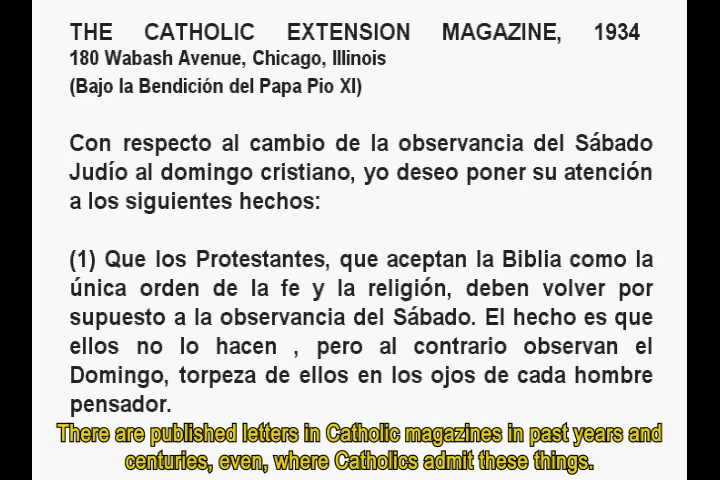 THE CATHOLIC EXTENSION MAGAZINE, 1934
180 Wabash Avenue, Chicago, Illinois
(Bajo la Bendición del Papa Pio XI)
Con respecto al cambio de la observancia del Sábado
Judío al domingo cristiano, yo deseo poner su atención
a los siguientes hechos:
(1) Que los Protestantes, que aceptan la Biblia como la
única orden de la fe y la religión, deben volver por
supuesto a la observancia del Sábado. El hecho es que
ellos no lo hacen , pero al contrario observan el
Domingo, torpeza de ellos en los ojos de cada hombre
pensador.
There are published letters in Catholic magazines in past years and
centuries, even, where Catholics admit these things.